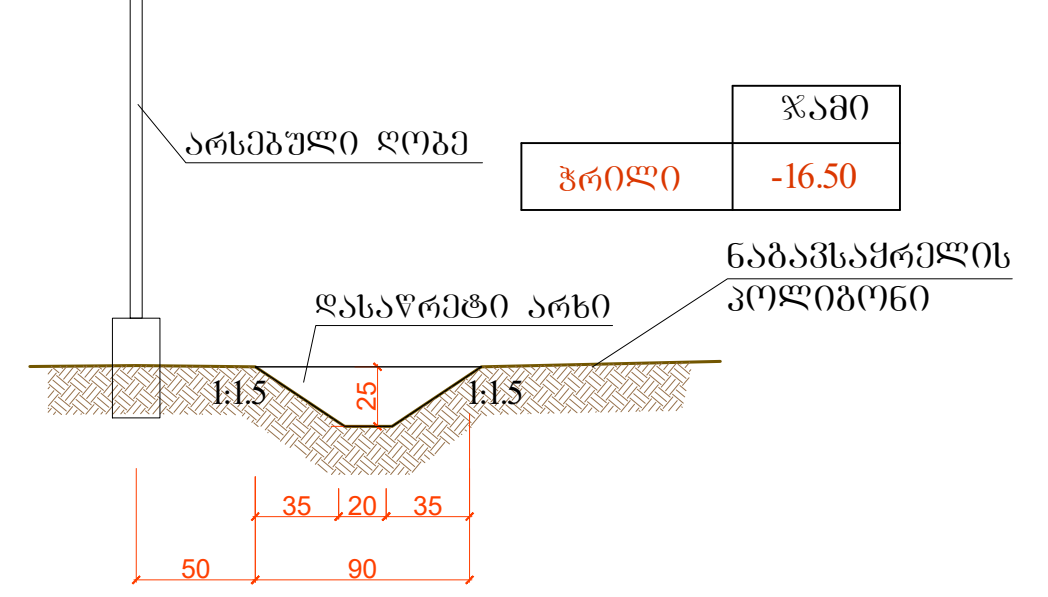 ჯამი
არსებული ღობე
ჭრილი -16.50
ნაგავსაყრელის
პოლიგონი
დასაწრეტი არხი
1:1.5 25 1:1.5
35 20 35
50 90